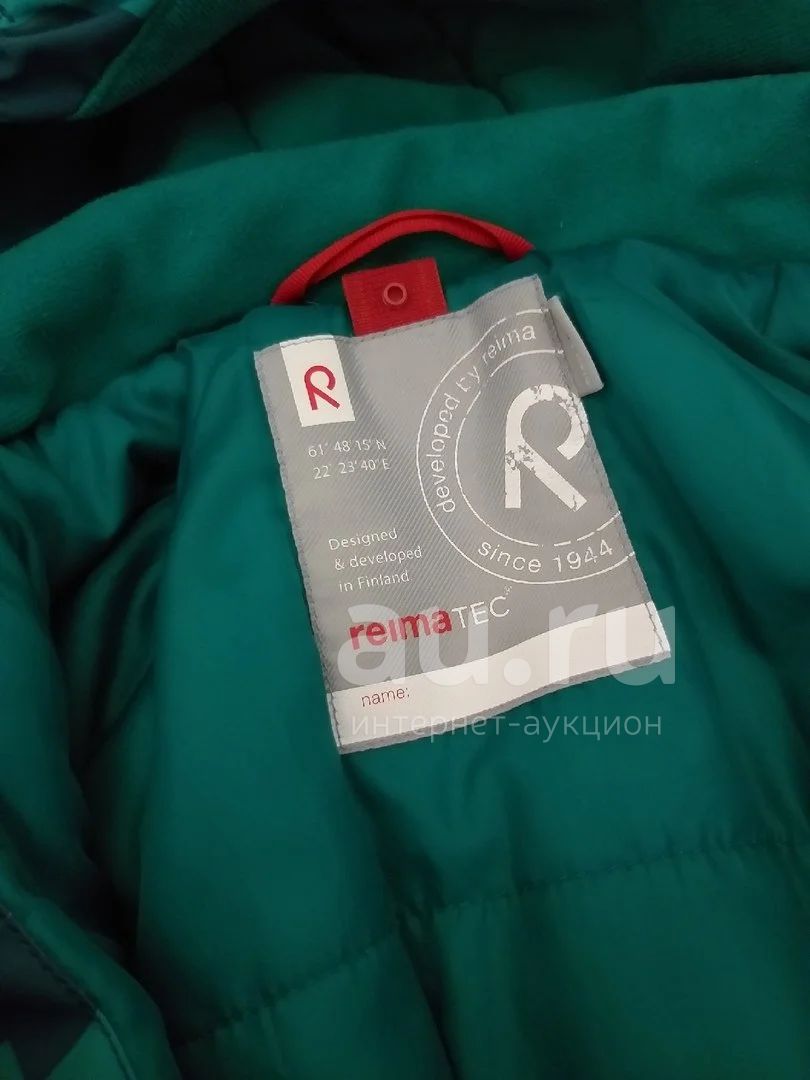 developed by reima
61° 48' 15" N
22° 23' 40" E
since 1944
Designed
& developed
in Finland
reimaTEC
name:
au.ru
интернет-аукцион